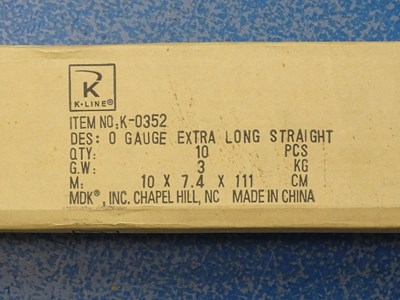 K
K-LINE®
ITEM NO.:K-0352
DES: O GAUGE EXTRA LONG STRAIGHT
QTY: 10 PCS
G.W: 3 KG
M: 10 X 7.4 X 111 CM
MDK®, INC. CHAPEL HILL, NC MADE IN CHINA